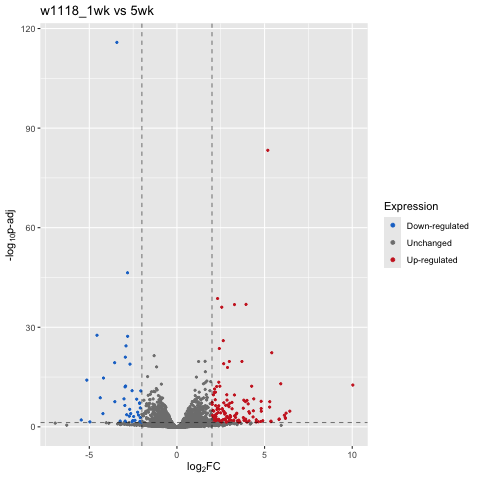 w1118_1wk vs 5wk
120
90
60
30
0
-log10p-adj
-5
0
5
10
log2FC
Expression
Down-regulated
Unchanged
Up-regulated